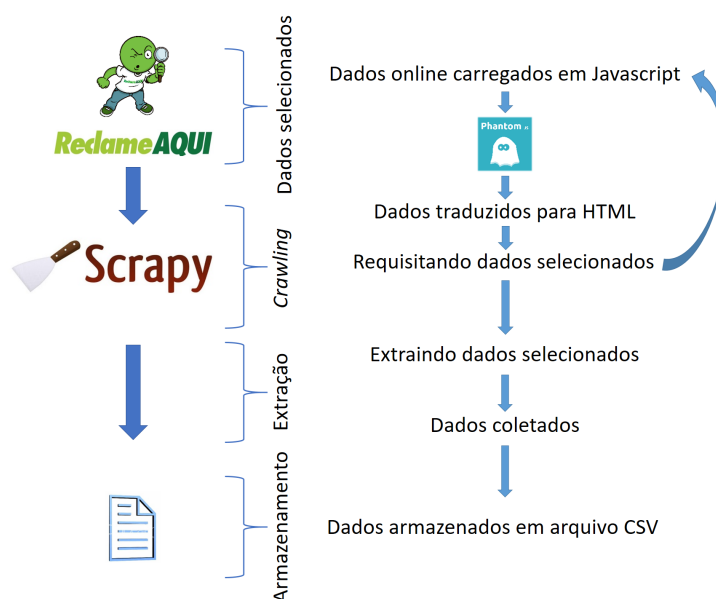 ReclameAQUI
Scrapy
Dados selecionados
Crawling
Extração
Armazenamento
Dados online carregados em Javascript
Phantom
Dados traduzidos para HTML
Requisitando dados selecionados
Extraindo dados selecionados
Dados coletados
Dados armazenados em arquivo CSV